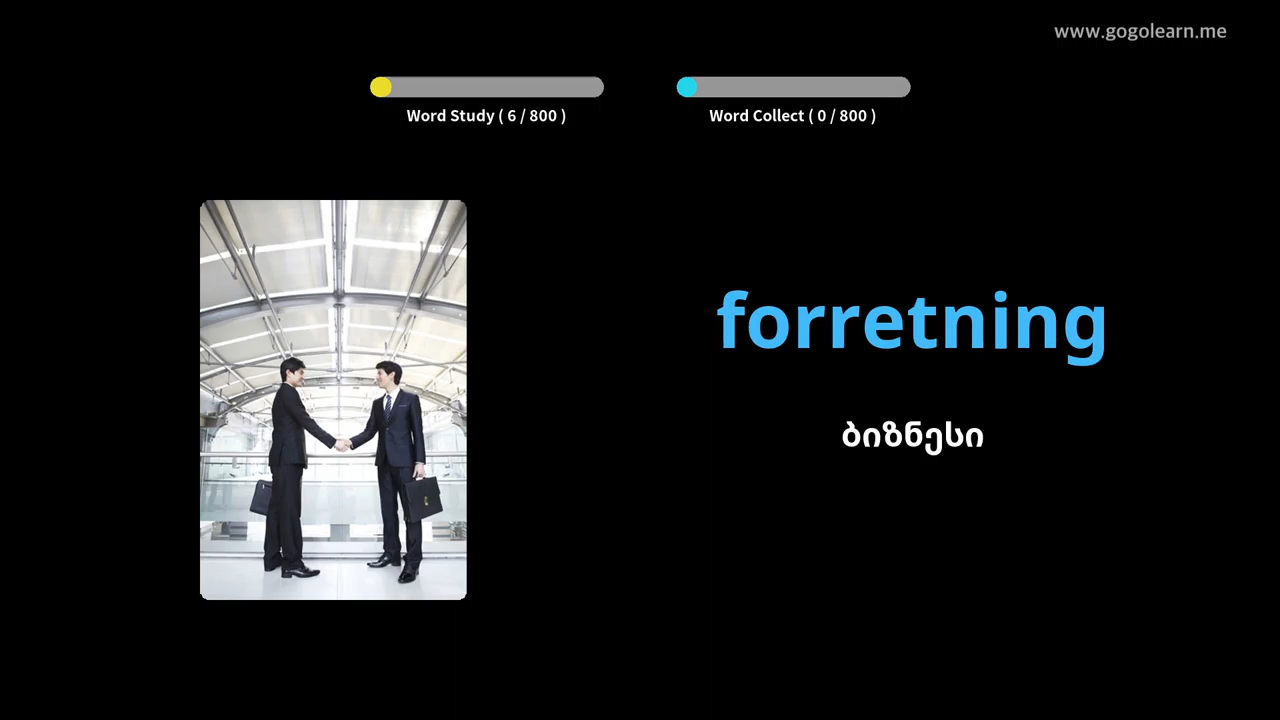 www.gogolearn.me
Word Study ( 6 / 800 )
Word Collect ( 0 / 800 )
forretning
ბიზნესი